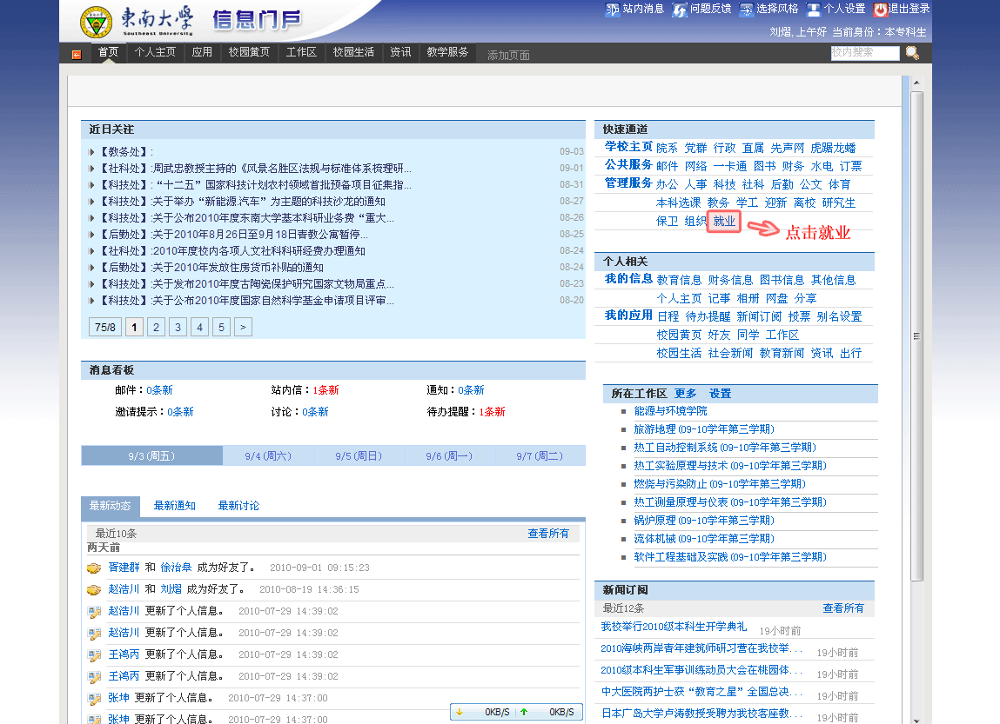 東南大學 信息门户
Southeast University
站内消息 问题反馈 选择风格 个人设置 退出登录
刘熠, 上午好 当前身份：本专科生
首页 个人主页 应用 校园黄页 工作区 校园生活 资讯 教学服务 添加页面
校内搜索
近日关注
【教务处】: 09-03
【社科处】:周武忠教授主持的《风景名胜区法规与标准体系梳理研... 09-01
【科技处】:“十二五”国家科技计划农村领域首批预备项目征集指... 08-31
【科技处】:关于举办“新能源.汽车”为主题的科技沙龙的通知 08-27
【科技处】:关于公布2010年度东南大学基本科研业务费“重大... 08-26
【后勤处】:关于2010年8月26日至9月18日青教公寓暂停... 08-25
【社科处】:2010年度校内各项人文社科科研经费办理通知 08-24
【后勤处】:关于2010年发放住房货币补贴的通知 08-24
【科技处】:关于发布2010年度古陶瓷保护研究国家文物局重点... 08-23
【科技处】:关于公布2010年度国家自然科学基金申请项目评审... 08-20
75/8 1 2 3 4 5 >
消息看板
邮件：0条新 站内信：1条新 通知：0条新
邀请提示：0条新 讨论：0条新 待办提醒：1条新
9/3(周五) 9/4(周六) 9/5(周日) 9/6(周一) 9/7(周二)
最新动态 最新通知 最新讨论
最近10条 查看所有
两天前
胥建群 和 徐治皋 成为好友了。 2010-09-01 09:15:23
赵浩川 和 刘熠 成为好友了。 2010-08-19 14:36:15
赵浩川 更新了个人信息。 2010-07-29 14:39:02
赵浩川 更新了个人信息。 2010-07-29 14:39:02
王鸿丙 更新了个人信息。 2010-07-29 14:39:02
王鸿丙 更新了个人信息。 2010-07-29 14:39:02
张坤 更新了个人信息。 2010-07-29 14:37:00
张坤 更新了个人信息。 2010-07-29 14:37:00
0KB/S 0KB/S
快速通道
学校主页 院系 党群 行政 直属 先声网 虎踞龙蟠
公共服务 邮件 网络 一卡通 图书 财务 水电 订票
管理服务 办公 人事 科技 社科 后勤 公文 体育
本科选课 教务 学工 迎新 离校 研究生
保卫 组织 就业 点击就业
个人相关
我的信息 教育信息 财务信息 图书信息 其他信息
个人主页 记事 相册 网盘 分享
我的应用 日程 待办提醒 新闻订阅 投票 别名设置
校园黄页 好友 同学 工作区
校园生活 社会新闻 教育新闻 资讯 出行
所在工作区 更多 设置
能源与环境学院
旅游地理(09-10学年第三学期)
热工自动控制系统(09-10学年第三学期)
热工实验原理与技术(09-10学年第三学期)
燃烧与污染防止(09-10学年第三学期)
热工测量原理与仪表(09-10学年第三学期)
锅炉原理(09-10学年第三学期)
流体机械(09-10学年第三学期)
软件工程基础及实践(09-10学年第三学期)
新闻订阅
最近12条 查看所有
我校举行2010级本科生开学典礼 19小时前
2010海峡两岸青年建筑师研习营在我校举... 19小时前
2010级本科生军事训练动员大会在桃园体... 19小时前
中大医院两护士获“教育之星”全国总决... 19小时前
日本广岛大学卢涛教授受聘为我校客座教... 19小时前